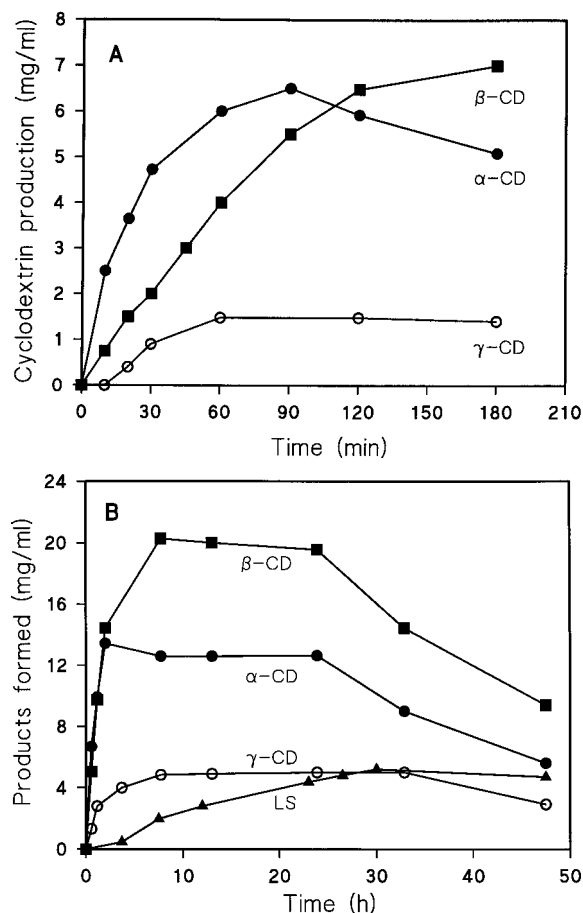 A
Cyclodextrin production (mg/ml)
8
7
6
5
4
3
2
1
0
β-CD
α-CD
γ-CD
0 30 60 90 120 150 180 210
Time (min)
B
Products formed (mg/ml)
24
20
16
12
8
4
0
β-CD
α-CD
γ-CD
LS
0 10 20 30 40 50
Time (h)